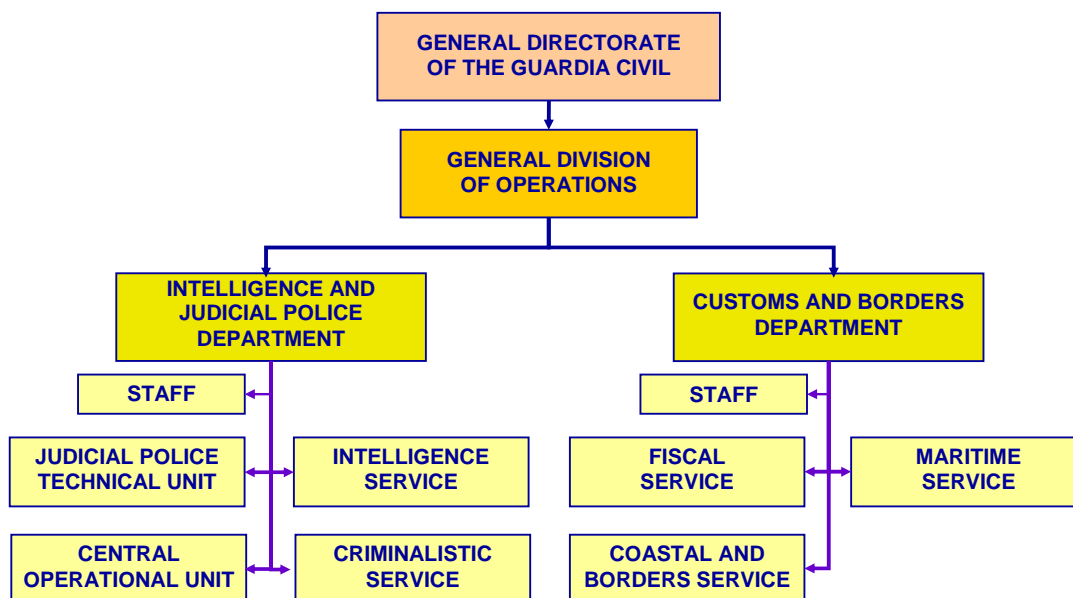 GENERAL DIRECTORATE
OF THE GUARDIA CIVIL
GENERAL DIVISION
OF OPERATIONS
INTELLIGENCE AND
JUDICIAL POLICE
DEPARTMENT
CUSTOMS AND BORDERS
DEPARTMENT
STAFF
STAFF
JUDICIAL POLICE
TECHNICAL UNIT
INTELLIGENCE
SERVICE
FISCAL
SERVICE
MARITIME
SERVICE
CENTRAL
OPERATIONAL UNIT
CRIMINALISTIC
SERVICE
COASTAL AND
BORDERS SERVICE